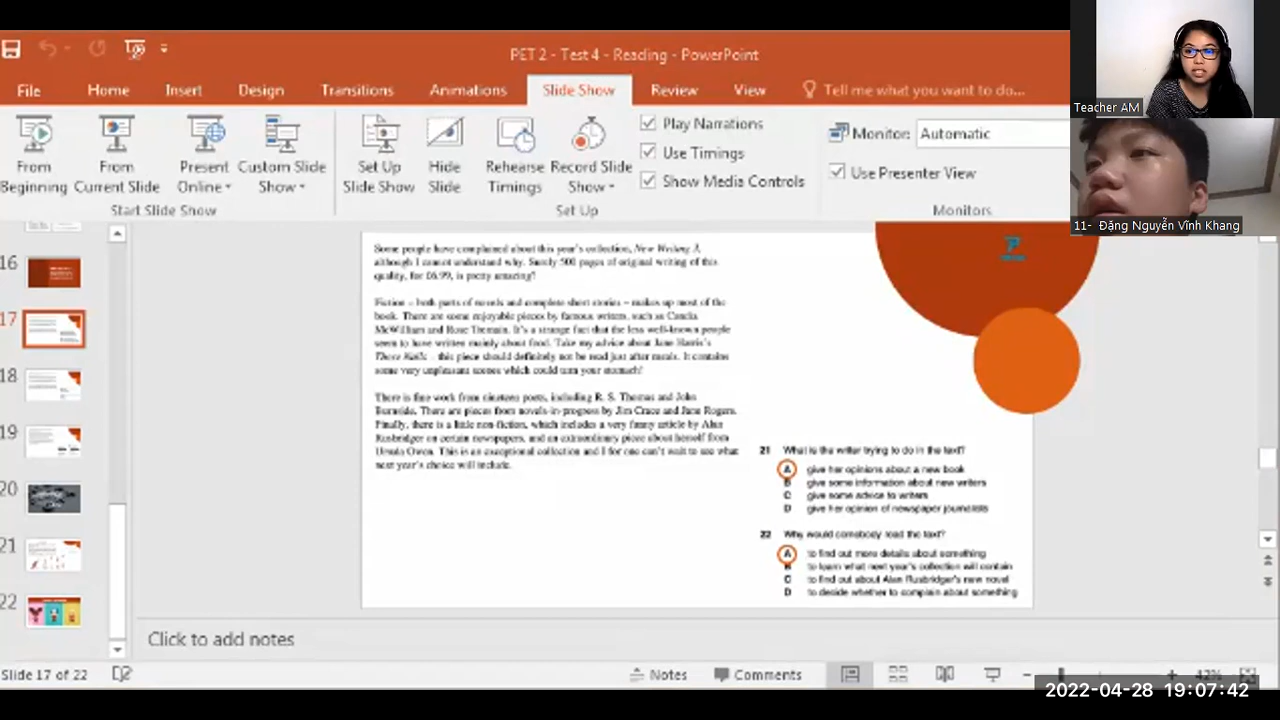 PET 2 - Test 4 - Reading - PowerPoint
File Home Insert Design Transitions Animations Slide Show Review View Tell me what you want to do...
From Beginning
From Current Slide
Present Online
Custom Slide Show
Set Up Slide Show
Hide Slide
Rehearse Timings
Record Slide Show
Play Narrations
Use Timings
Show Media Controls
Monitor: Automatic
Use Presenter View
Start Slide Show
Set Up
Monitors
Teacher AM
11- Đặng Nguyễn Vĩnh Khang
16
17
18
19
20
21
22
Some people have complained about this year's collection, New Writing 3,
although I cannot understand why. Surely 500 pages of original writing of this
quality, for £6.99, is pretty amazing?
Fiction – both parts of novels and complete short stories – makes up most of the
book. There are some enjoyable pieces by famous writers, such as Candia
McWilliam and Rose Tremain. It's a strange fact that the less well-known people
seem to have written mainly about food. Take my advice about Jane Harris's
Those Nails – this piece should definitely not be read just after meals. It contains
some very unpleasant scenes which could turn your stomach!
There is fine work from nineteen poets, including R. S. Thomas and John
Burnside. There are pieces from novels-in-progress by Jim Crace and Jane Rogers.
Finally, there is a little non-fiction, which includes a very funny article by Alan
Rusbridger on certain newspapers, and an extraordinary piece about herself from
Ursula Owen. This is an exceptional collection and I for one can't wait to see what
next year's choice will include.
21 What is the writer trying to do in the text?
A give her opinions about a new book
B give some information about new writers
C give some advice to writers
D give her opinion of newspaper journalists
22 Why would somebody read the text?
A to find out more details about something
B to learn what next year's collection will contain
C to find out about Alan Rusbridger's new novel
D to decide whether to complain about something
Click to add notes
Slide 17 of 22
Notes Comments 42%
2022-04-28 19:07:42